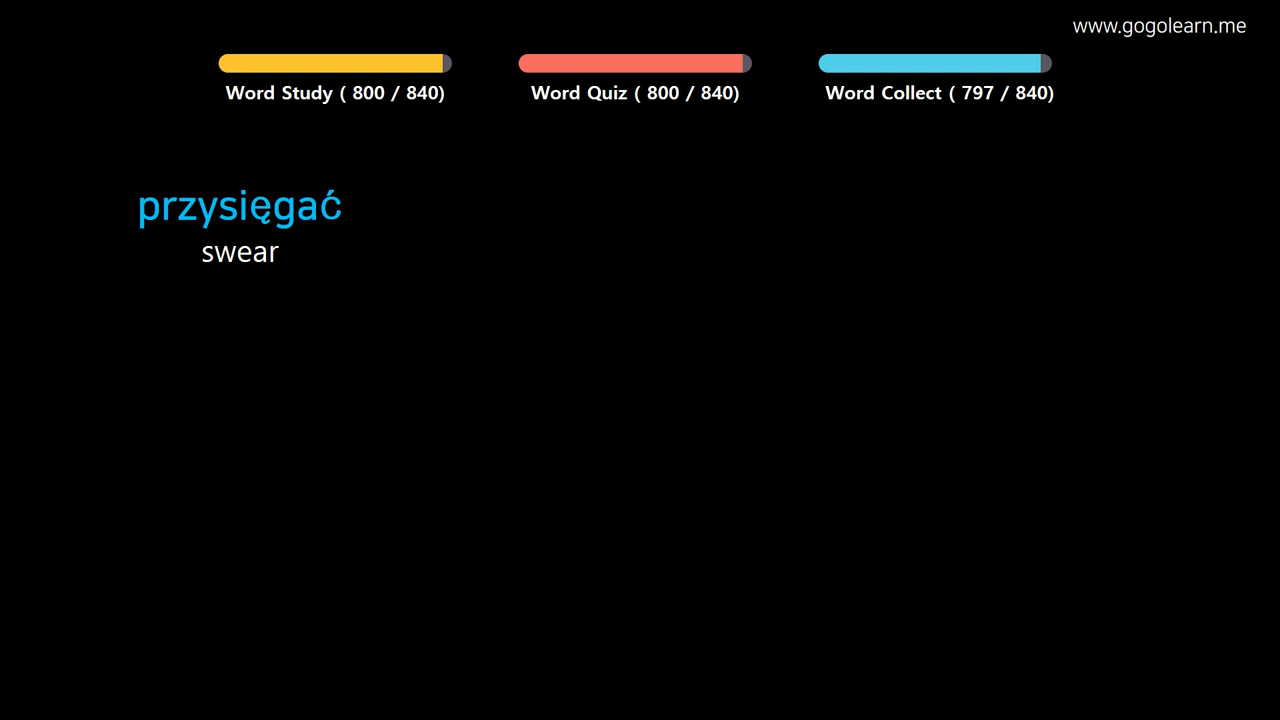 www.gogolearn.me
Word Study ( 800 / 840)
Word Quiz ( 800 / 840)
Word Collect ( 797 / 840)
przysięgać
swear